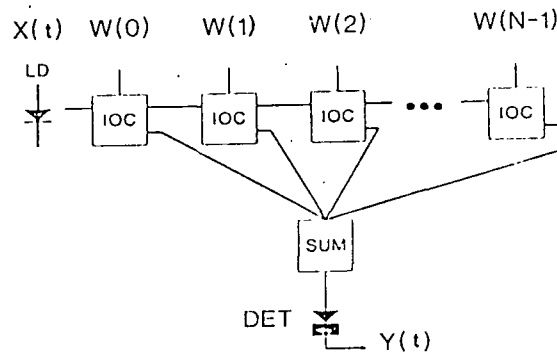 X(t) W(0) W(1) W(2) W(N-1)
LD
IOC IOC IOC ••• IOC
SUM
DET
Y(t)